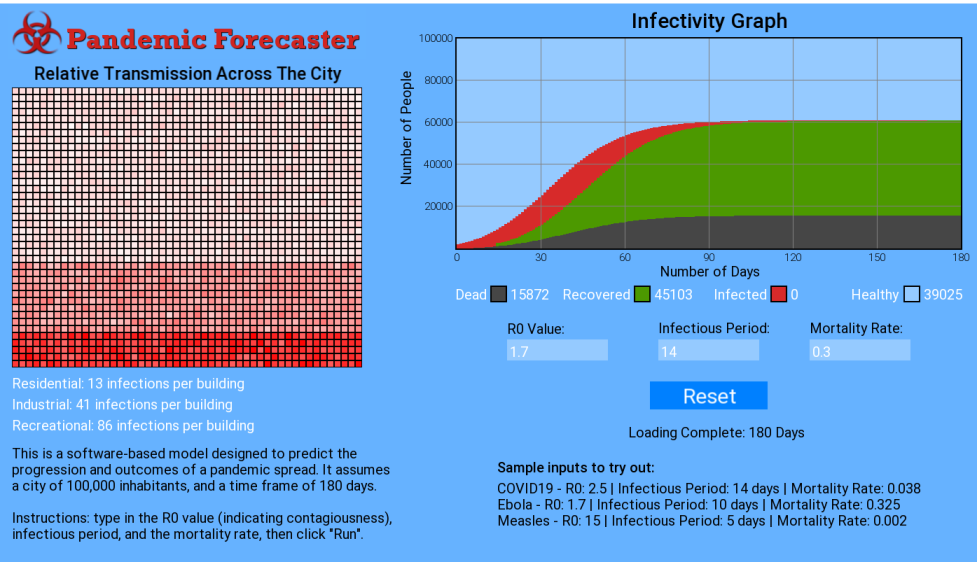 Pandemic Forecaster
Relative Transmission Across The City
Residential: 13 infections per building
Industrial: 41 infections per building
Recreational: 86 infections per building
This is a software-based model designed to predict the
progression and outcomes of a pandemic spread. It assumes
a city of 100,000 inhabitants, and a time frame of 180 days.
Instructions: type in the R0 value (indicating contagiousness),
infectious period, and the mortality rate, then click "Run".
Infectivity Graph
Number of People
100000
80000
60000
40000
20000
0 30 60 90 120 150 180
Number of Days
Dead 15872 Recovered 45103 Infected 0 Healthy 39025
R0 Value: Infectious Period: Mortality Rate:
1.7 14 0.3
Reset
Loading Complete: 180 Days
Sample inputs to try out:
COVID19 - R0: 2.5 | Infectious Period: 14 days | Mortality Rate: 0.038
Ebola - R0: 1.7 | Infectious Period: 10 days | Mortality Rate: 0.325
Measles - R0: 15 | Infectious Period: 5 days | Mortality Rate: 0.002